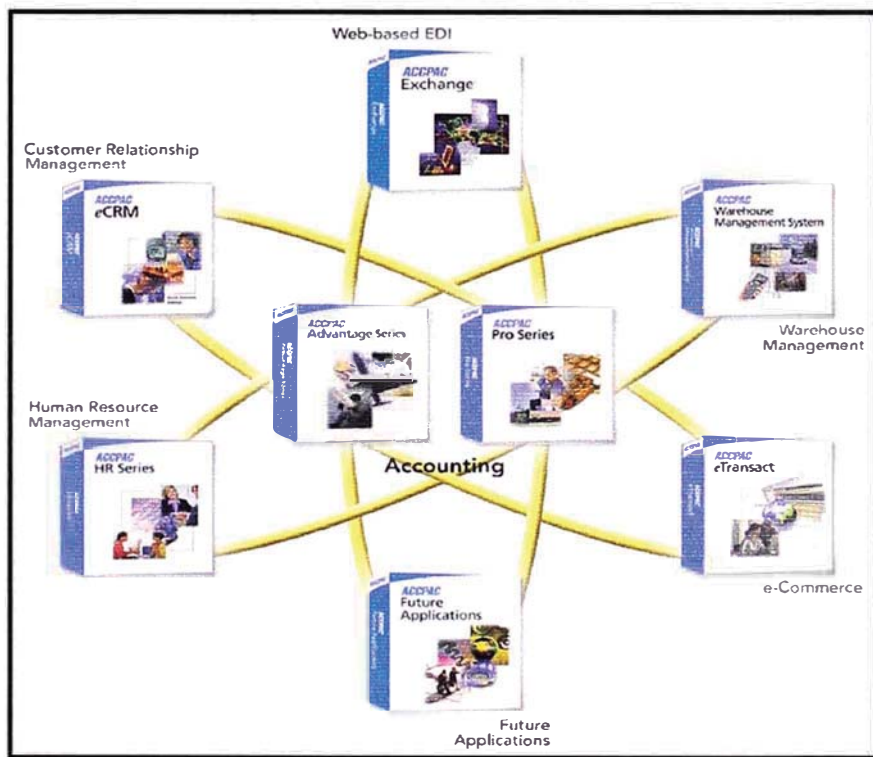 Web-based EDI
ACCPAC
Exchange
Customer Relationship
Management
ACCPAC
eCRM
ACCPAC
Warehouse
Management System
Warehouse
Management
ACCPAC
Advantage Series
ACCPAC
Pro Series
Accounting
Human Resource
Management
ACCPAC
HR Series
ACCPAC
eTransact
e-Commerce
ACCPAC
Future
Applications
Future
Applications